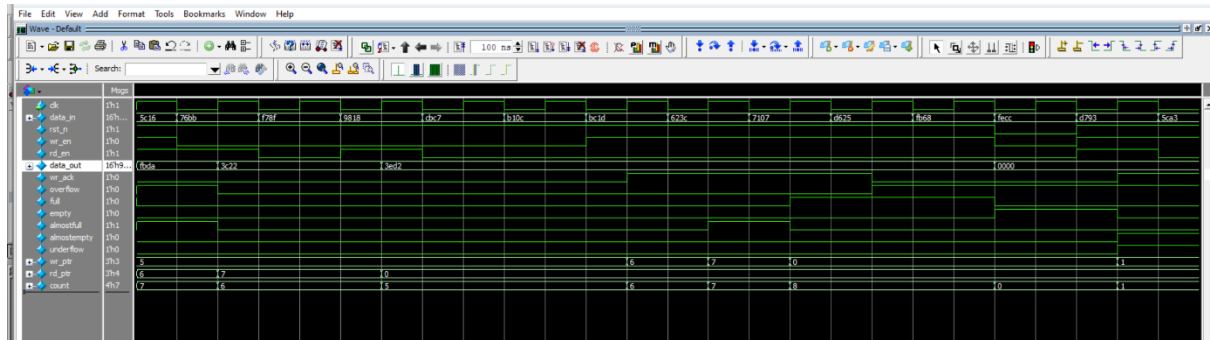 File Edit View Add Format Tools Bookmarks Window Help
Wave - Default
100 ns
Search:
Msgs
clk 1'h1
data_in 16'h... 5c16 76bb f78f 9818 cbc7 b10c bc1d 623c 7107 d625 fb68 fecc d793 5ca3
rst_n 1'h1
wr_en 1'h0
rd_en 1'h1
data_out 16'h9... fbda 3c22 3ed2 0000
wr_ack 1'h0
overflow 1'h0
full 1'h0
empty 1'h0
almostfull 1'h1
almostempty 1'h0
underflow 1'h0
wr_ptr 3'h3 5 6 7 0 1
rd_ptr 3'h4 6 7 0
count 4'h7 7 6 5 6 7 8 0 1